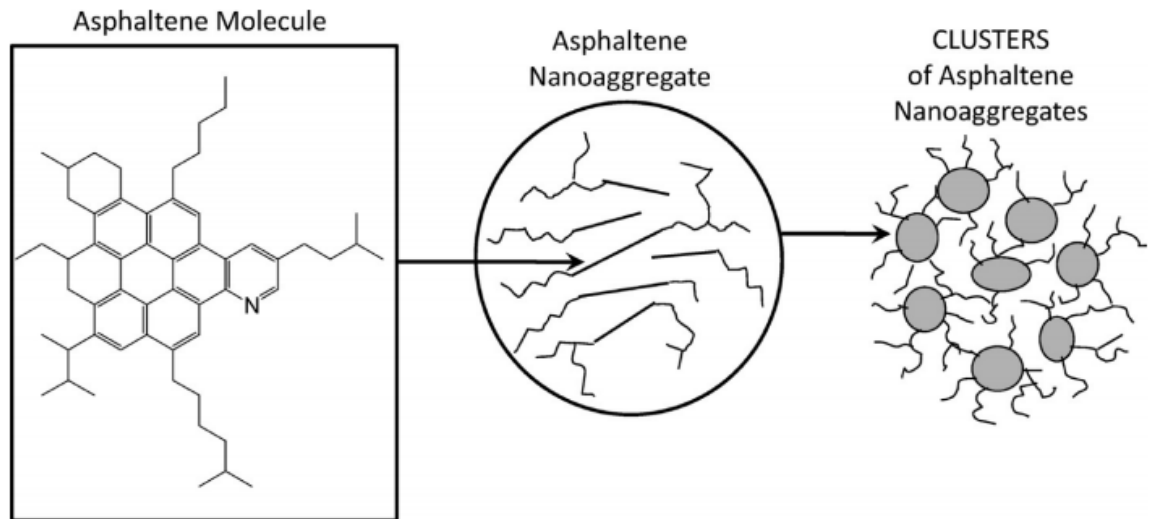 Asphaltene Molecule
Asphaltene
Nanoaggregate
CLUSTERS
of Asphaltene
Nanoaggregates
N